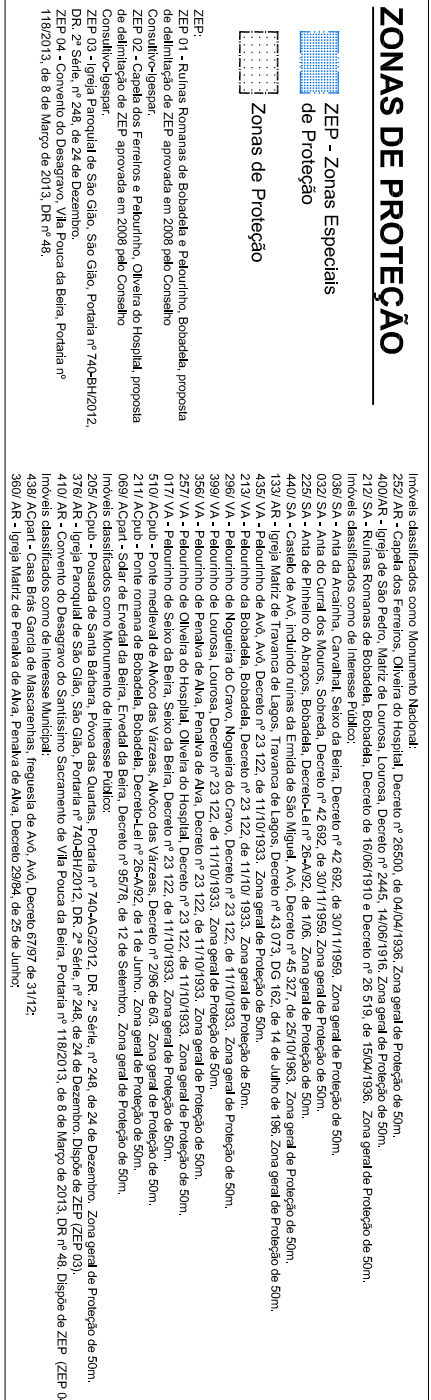 ZONAS DE PROTEÇÃO
ZEP - Zonas Especiais
de Proteção
Zonas de Proteção
ZEP:
ZEP 01 - Ruínas Romanas de Bobadela e Pelourinho, Bobadela, proposta
de delimitação de ZEP aprovada em 2008 pelo Conselho
Consultivo-Igespar.
ZEP 02 - Capela dos Ferreiros e Pelourinho, Oliveira do Hospital, proposta
de delimitação de ZEP aprovada em 2008 pelo Conselho
Consultivo-Igespar.
ZEP 03 - Igreja Paroquial de São Gião, São Gião, Portaria nº 740-BH/2012,
DR. 2ª Série, nº 248, de 24 de Dezembro.
ZEP 04 - Convento do Desagravo, Vila Pouca da Beira, Portaria nº
118/2013, de 8 de Março de 2013, DR nº 48.
Imóveis classificados como Monumento Nacional:
252/ AR - Capela dos Ferreiros, Oliveira do Hospital, Decreto nº 26500, de 04/04/1936. Zona geral de Proteção de 50m.
400/AR - Igreja de São Pedro, Matriz de Lourosa, Lourosa, Decreto nº 2445, 14/06/1916. Zona geral de Proteção de 50m.
212/ SA - Ruínas Romanas de Bobadela, Bobadela, Decreto de 16/06/1910 e Decreto nº 26 519, de 15/04/1936. Zona geral de Proteção de 50m.
Imóveis classificados como de Interesse Público:
036/ SA - Anta da Arcaínha, Carvalhal, Seixo da Beira, Decreto nº 42 692, de 30/11/1959. Zona geral de Proteção de 50m.
032/ SA - Anta do Curral dos Mouros, Sobreda, Decreto nº 42 692, de 30/11/1959. Zona geral de Proteção de 50m.
225/ SA - Anta de Pinheiro do Abraços, Bobadela, Decreto-Lei nº 26-A/92, de 1/06. Zona geral de Proteção de 50m.
440/ SA - Castelo de Avô, incluindo ruínas da Ermida de São Miguel, Avô, Decreto nº 45 327, de 25/10/1963. Zona geral de Proteção de 50m.
133/ AR - Igreja Matriz de Travanca de Lagos, Travanca de Lagos, Decreto nº 43 073, DG 162, de 14 de Julho de 196. Zona geral de Proteção de 50m.
435/ VA - Pelourinho de Avô, Avô, Decreto nº 23 122, de 11/10/1933. Zona geral de Proteção de 50m.
213/ VA - Pelourinho da Bobadela, Bobadela, Decreto nº 23 122, de 11/10/ 1933. Zona geral de Proteção de 50m.
296/ VA - Pelourinho de Nogueira do Cravo, Nogueira do Cravo, Decreto nº 23 122, de 11/10/1933. Zona geral de Proteção de 50m.
399/ VA - Pelourinho de Lourosa, Lourosa, Decreto nº 23 122, de 11/10/1933. Zona geral de Proteção de 50m.
356/ VA - Pelourinho de Penalva de Alva, Penalva de Alva, Decreto nº 23 122, de 11/10/1933. Zona geral de Proteção de 50m.
257/ VA - Pelourinho de Oliveira do Hospital, Oliveira do Hospital, Decreto nº 23 122, de 11/10/1933. Zona geral de Proteção de 50m.
017/ VA - Pelourinho de Seixo da Beira, Seixo da Beira, Decreto nº 23 122, de 11/10/1933. Zona geral de Proteção de 50m.
510/ ACpub - Ponte medieval de Alvôco das Várzeas, Alvôco das Várzeas, Decreto nº 2/96 de 6/3. Zona geral de Proteção de 50m.
211/ ACpub - Ponte romana de Bobadela, Bobadela, Decreto-Lei nº 26-A/92, de 1 de Junho. Zona geral de Proteção de 50m.
069/ ACpart - Solar de Ervedal da Beira, Ervedal da Beira, Decreto nº 95/78, de 12 de Setembro. Zona geral de Proteção de 50m.
Imóveis classificados como Monumento de Interesse Público:
205/ ACpub - Pousada de Santa Bárbara, Póvoa das Quartas, Portaria nº 740-AG/2012, DR. 2ª Série, nº 248, de 24 de Dezembro. Zona geral de Proteção de 50m.
376/ AR - Igreja Paroquial de São Gião, São Gião, Portaria nº 740-BH/2012, DR. 2ª Série, nº 248, de 24 de Dezembro. Dispõe de ZEP (ZEP 03).
410/ AR - Convento do Desagravo do Santíssimo Sacramento de Vila Pouca da Beira, Portaria nº 118/2013, de 8 de Março de 2013, DR nº 48. Dispõe de ZEP (ZEP 0
Imóveis classificados como de Interesse Municipal:
438/ ACpart - Casa Brás Garcia de Mascarenhas, freguesia de Avô, Avô, Decreto 67/97 de 31/12;
360/ AR - Igreja Matriz de Penalva de Alva, Penalva de Alva, Decreto 29/84, de 25 de Junho;